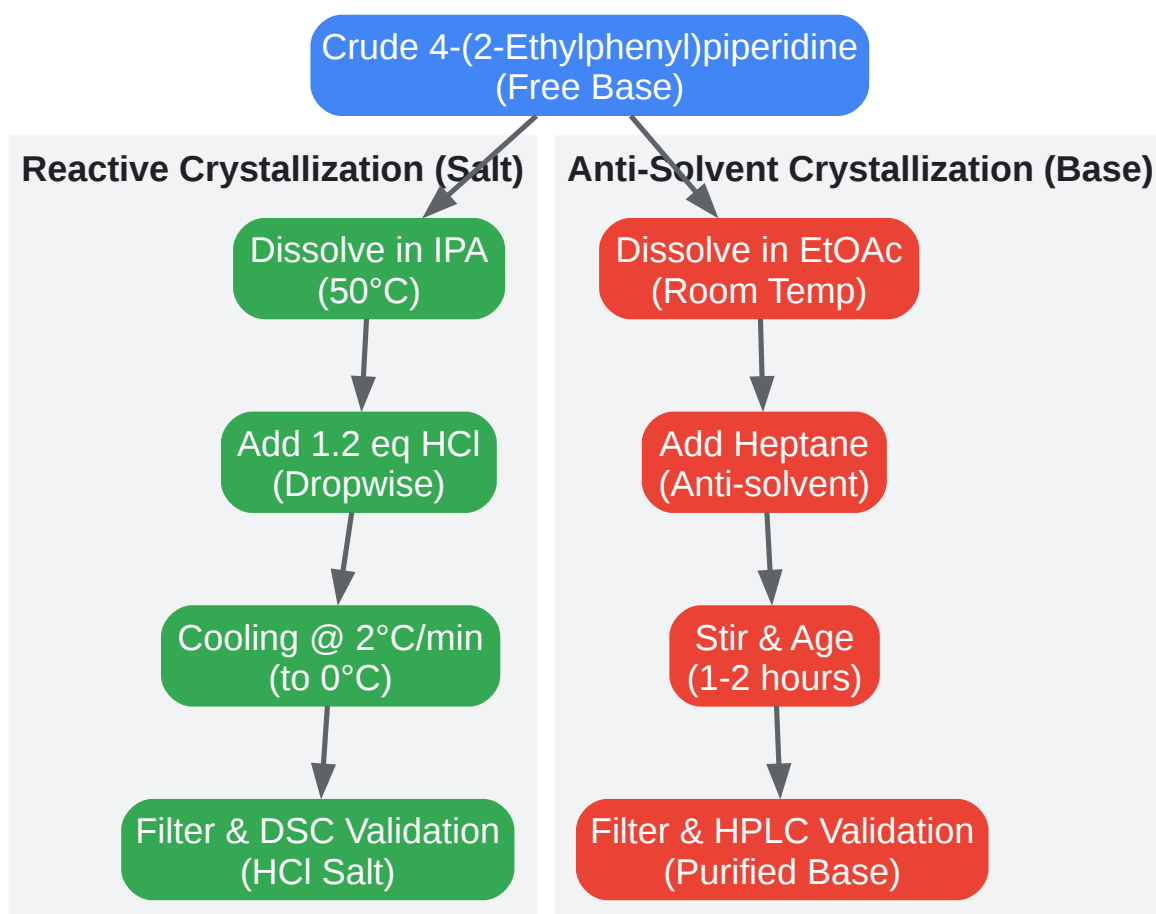 Crude 4-(2-Ethylphenyl)piperidine
(Free Base)
Reactive Crystallization (Salt)
Dissolve in IPA
(50°C)
Add 1.2 eq HCl
(Dropwise)
Cooling @ 2°C/min
(to 0°C)
Filter & DSC Validation
(HCl Salt)
Anti-Solvent Crystallization (Base)
Dissolve in EtOAc
(Room Temp)
Add Heptane
(Anti-solvent)
Stir & Age
(1-2 hours)
Filter & HPLC Validation
(Purified Base)